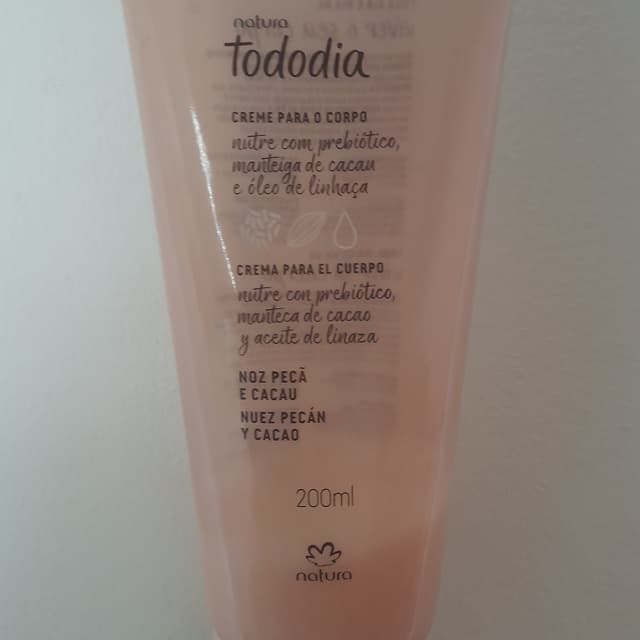 natura
tododia
CREME PARA O CORPO
nutre com prebiótico,
manteiga de cacau
e óleo de linhaça
CREMA PARA EL CUERPO
nutre con prebiótico,
manteca de cacao
y aceite de linaza
NOZ PECÃ
E CACAU
NUEZ PECÁN
Y CACAO
200ml
natura